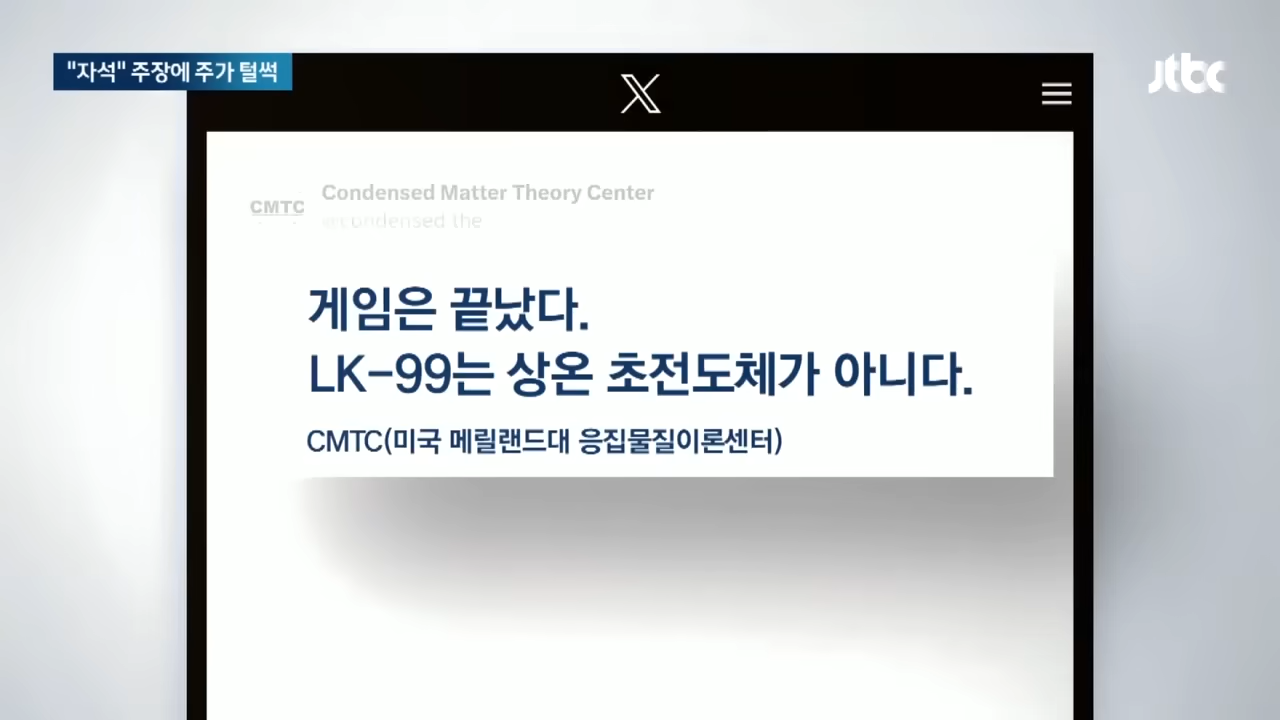 "자석" 주장에 주가 털썩
jtbc
X
CMTC
Condensed Matter Theory Center
condensed the
게임은 끝났다.
LK-99는 상온 초전도체가 아니다.
CMTC(미국 메릴랜드대 응집물질이론센터)